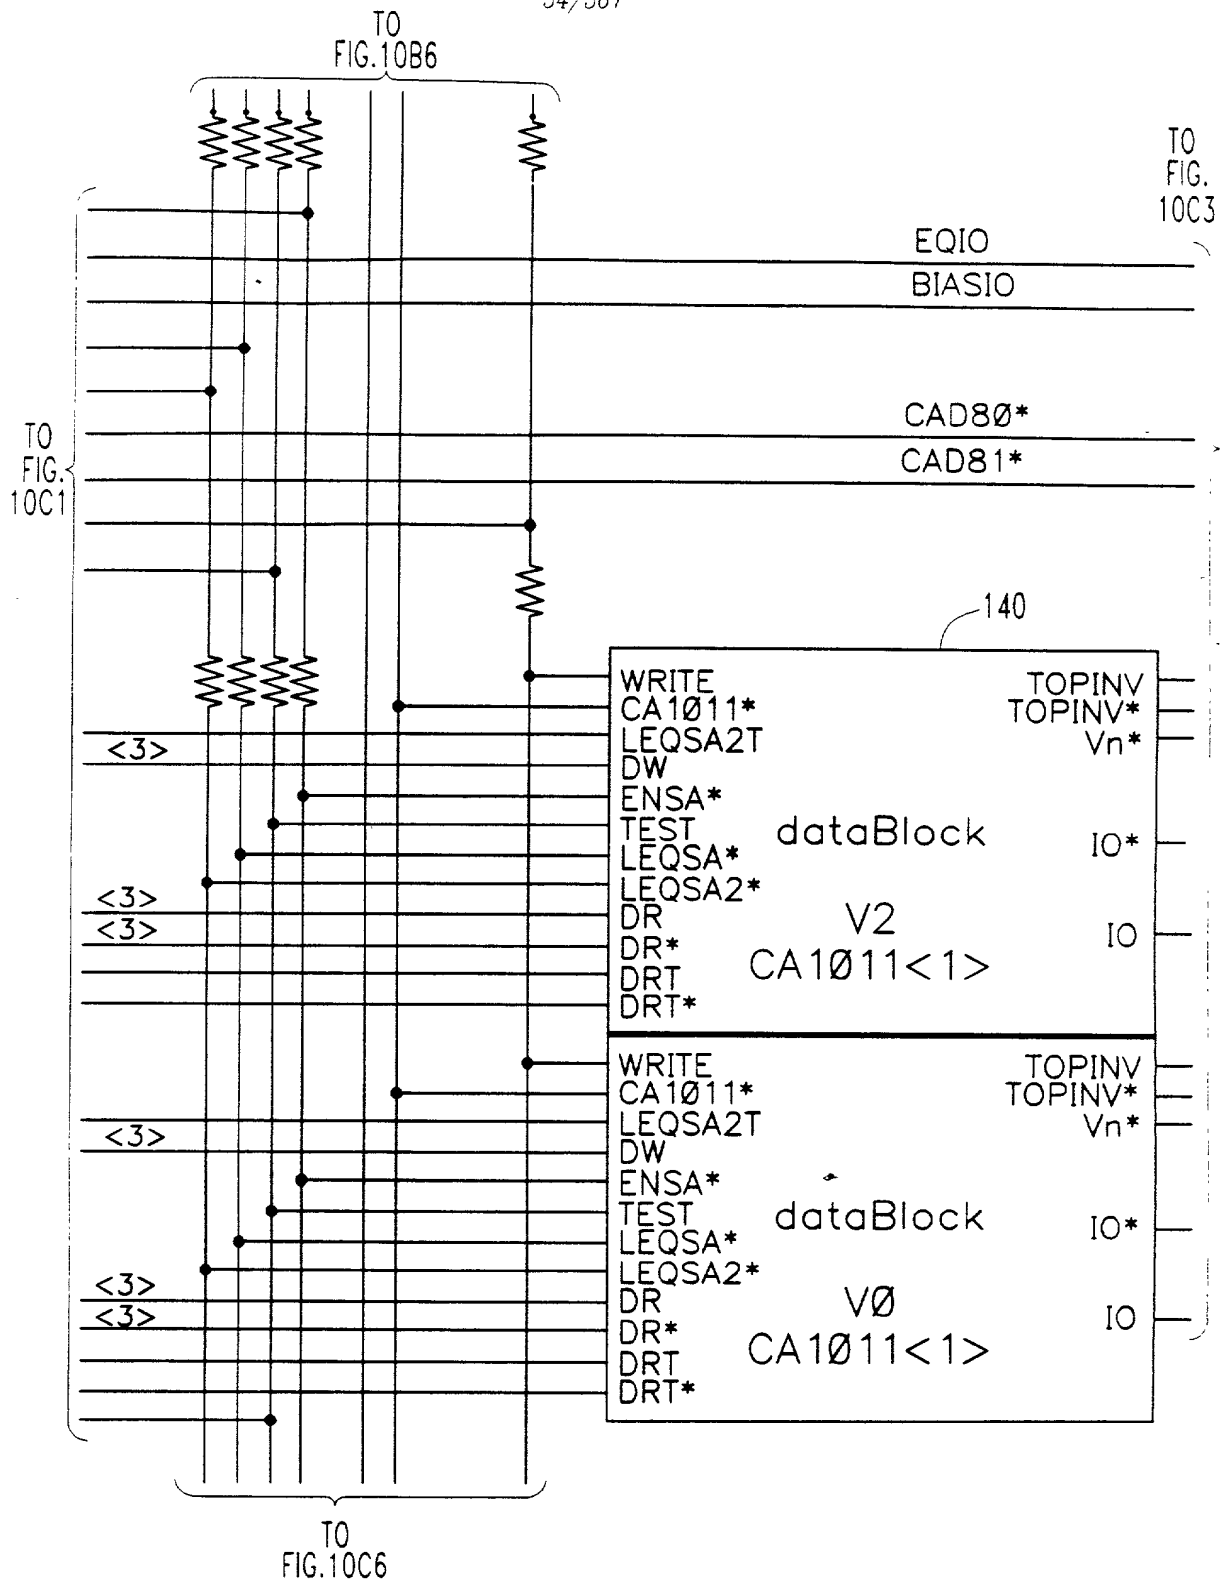 TO
FIG.10B6
TO
FIG.
10C3
EQIO
BIASIO
CAD8Ø*
CAD81*
TO
FIG.
10C1
140
WRITE
CA1Ø11*
LEQSA2T
<3>
DW
ENSA*
TEST
LEQSA*
LEQSA2*
<3>
DR
<3>
DR*
DRT
DRT*
dataBlock
V2
CA1Ø11<1>
TOPINV
TOPINV*
Vn*
IO*
IO
WRITE
CA1Ø11*
LEQSA2T
<3>
DW
ENSA*
TEST
LEQSA*
LEQSA2*
<3>
DR
<3>
DR*
DRT
DRT*
dataBlock
VØ
CA1Ø11<1>
TOPINV
TOPINV*
Vn*
IO*
IO
TO
FIG.10C6